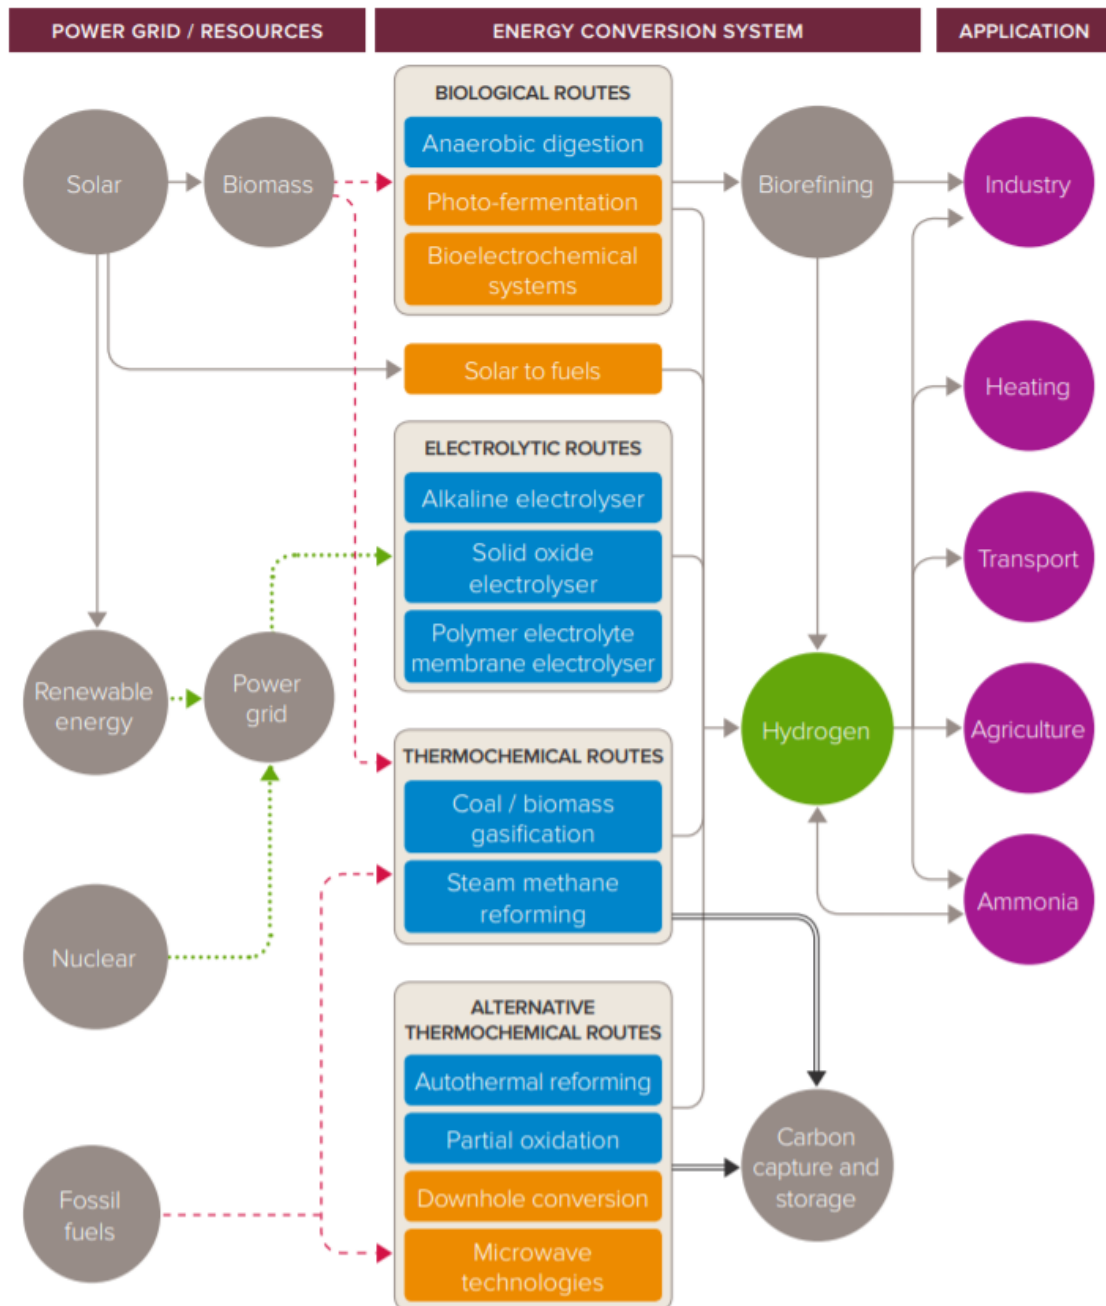 POWER GRID / RESOURCES
ENERGY CONVERSION SYSTEM
APPLICATION
Solar
Biomass
Renewable
energy
Power
grid
Nuclear
Fossil
fuels
BIOLOGICAL ROUTES
Anaerobic digestion
Photo-fermentation
Bioelectrochemical
systems
Solar to fuels
ELECTROLYTIC ROUTES
Alkaline electrolyser
Solid oxide
electrolyser
Polymer electrolyte
membrane electrolyser
THERMOCHEMICAL ROUTES
Coal / biomass
gasification
Steam methane
reforming
ALTERNATIVE
THERMOCHEMICAL ROUTES
Autothermal reforming
Partial oxidation
Downhole conversion
Microwave
technologies
Biorefining
Hydrogen
Carbon
capture and
storage
Industry
Heating
Transport
Agriculture
Ammonia